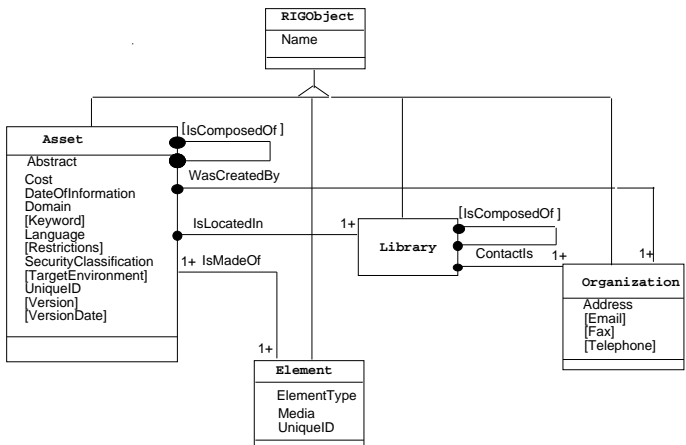 RIGObject
Name
Asset
Abstract
Cost
DateOfInformation
Domain
[Keyword]
Language
[Restrictions]
SecurityClassification
[TargetEnvironment]
UniqueID
[Version]
[VersionDate]
[IsComposedOf ]
WasCreatedBy
IsLocatedIn
1+
1+ IsMadeOf
1+
Library
[IsComposedOf ]
ContactIs
1+
1+
Organization
Address
[Email]
[Fax]
[Telephone]
Element
ElementType
Media
UniqueID